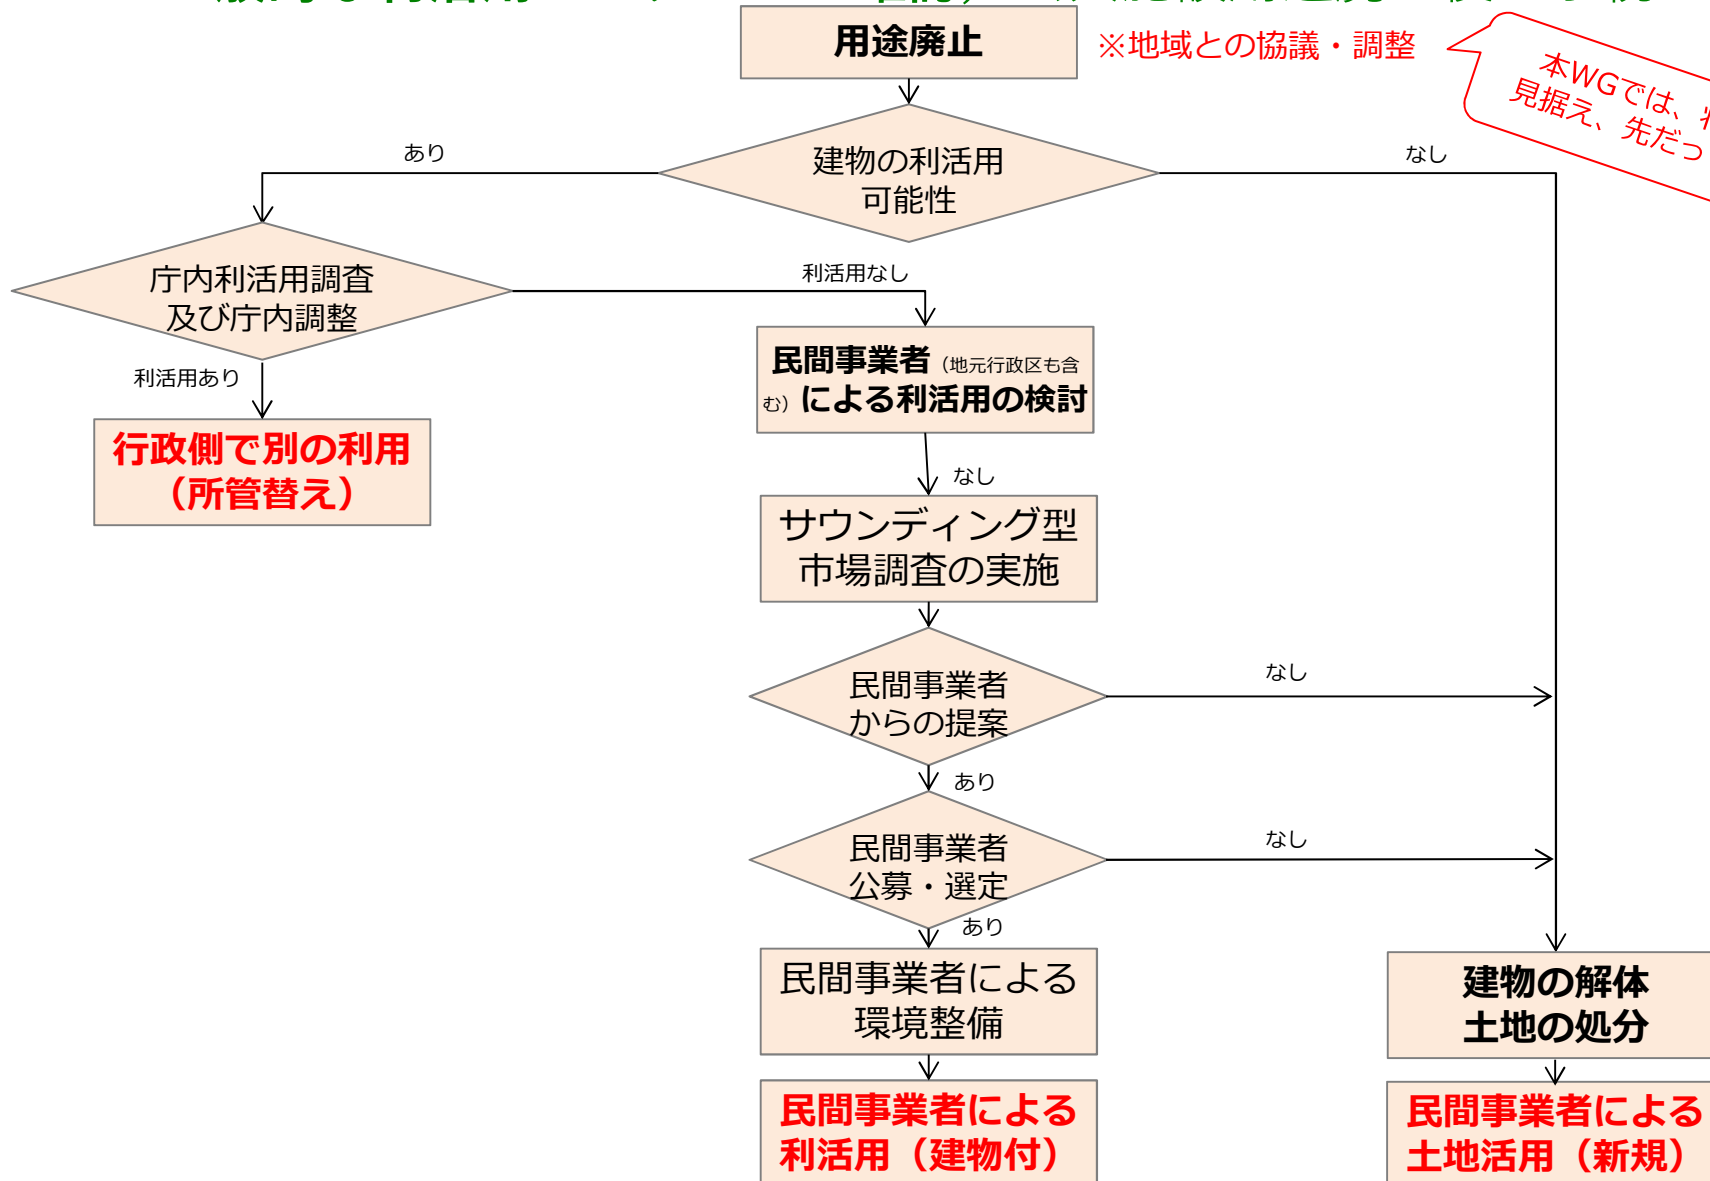 用途廃止
※地域との協議・調整
本WGでは、
見据え、先だっ
建物の利活用
可能性
あり
なし
庁内利活用調査
及び庁内調整
利活用なし
利活用あり
行政側で別の利用
（所管替え）
民間事業者（地元行政区も含
む）による利活用の検討
なし
サウンディング型
市場調査の実施
民間事業者
からの提案
なし
あり
民間事業者
公募・選定
なし
あり
民間事業者による
環境整備
民間事業者による
利活用（建物付）
建物の解体
土地の処分
民間事業者による
土地活用（新規）